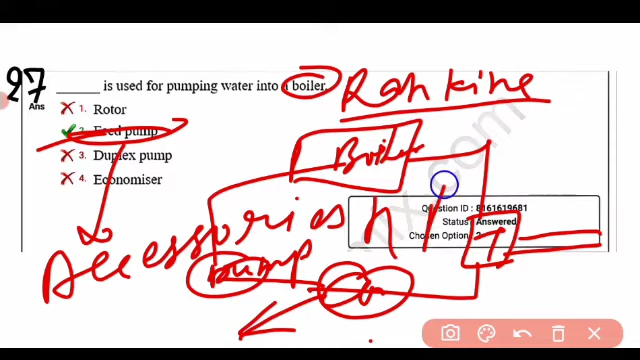 27 ______ is used for pumping water into a boiler.
Rankine
Ans
1. Rotor
2. Feed pump
3. Duplex pump
4. Economiser
Boiler
Question ID : 8161619681
Status : Answered
Chosen Option : 2
Accessories
h
T
pump